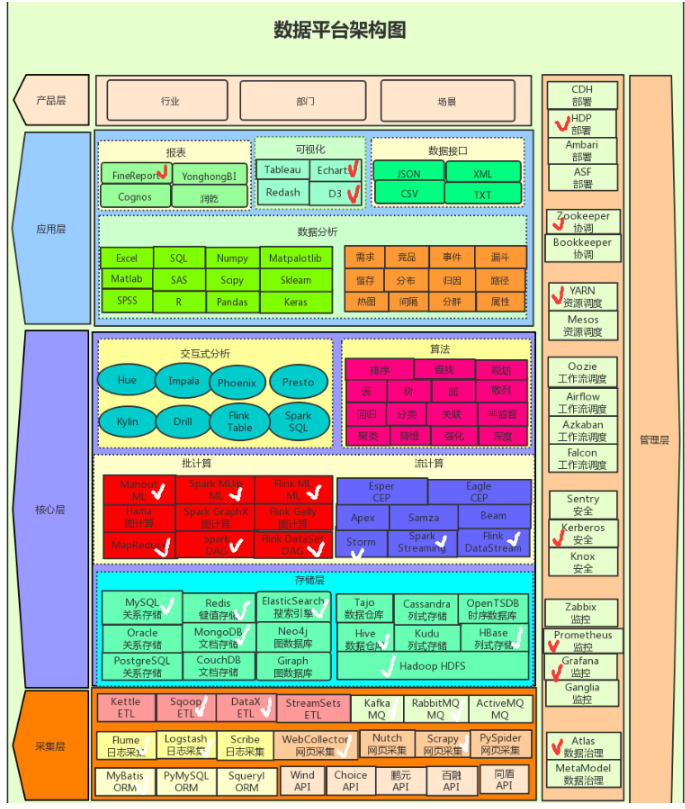 数据平台架构图
产品层
行业
部门
场景
应用层
报表
FineReport
YonghongBI
Cognos
润乾
可视化
Tableau
Echart
Redash
D3
数据接口
JSON
XML
CSV
TXT
数据分析
Excel
SQL
Numpy
Matpalotlib
Matlab
SAS
Scipy
Sklearn
SPSS
R
Pandas
Keras
需求
竞品
事件
漏斗
留存
分布
归因
路径
热图
间隔
分群
属性
核心层
交互式分析
Hue
Impala
Phoenix
Presto
Kylin
Drill
Flink
Table
Spark
SQL
算法
排序
查找
规划
表
树
图
散列
回归
分类
关联
半监督
聚类
降维
强化
深度
批计算
Mahout
ML
Spark MLlib
ML
Flink ML
ML
Hama
图计算
Spark GraphX
图计算
Flink Gelly
图计算
MapReduce
Spark
DAG
Flink DataSet
DAG
流计算
Esper
CEP
Eagle
CEP
Apex
Samza
Beam
Storm
Spark
Streaming
Flink
DataStream
存储层
MySQL
关系存储
Redis
键值存储
ElasticSearch
搜索引擎
Oracle
关系存储
MongoDB
文档存储
Neo4j
图数据库
PostgreSQL
关系存储
CouchDB
文档存储
Giraph
图数据库
Tajo
数据仓库
Cassandra
列式存储
OpenTSDB
时序数据库
Hive
数据仓库
Kudu
列式存储
HBase
列式存储
Hadoop HDFS
采集层
Kettle
ETL
Sqoop
ETL
DataX
ETL
StreamSets
ETL
Kafka
MQ
RabbitMQ
MQ
ActiveMQ
MQ
Flume
日志采集
Logstash
日志采集
Scribe
日志采集
WebCollector
网页采集
Nutch
网页采集
Scrapy
网页采集
PySpider
网页采集
MyBatis
ORM
PyMySQL
ORM
Squeryl
ORM
Wind
API
Choice
API
鹏元
API
百融
API
同盾
API
CDH
部署
HDP
部署
Ambari
部署
ASF
部署
Zookeeper
协调
Bookkeeper
协调
YARN
资源调度
Mesos
资源调度
Oozie
工作流调度
Airflow
工作流调度
Azkaban
工作流调度
Falcon
工作流调度
Sentry
安全
Kerberos
安全
Knox
安全
Zabbix
监控
Prometheus
监控
Grafana
监控
Ganglia
监控
Atlas
数据治理
MetaModel
数据治理
管理层